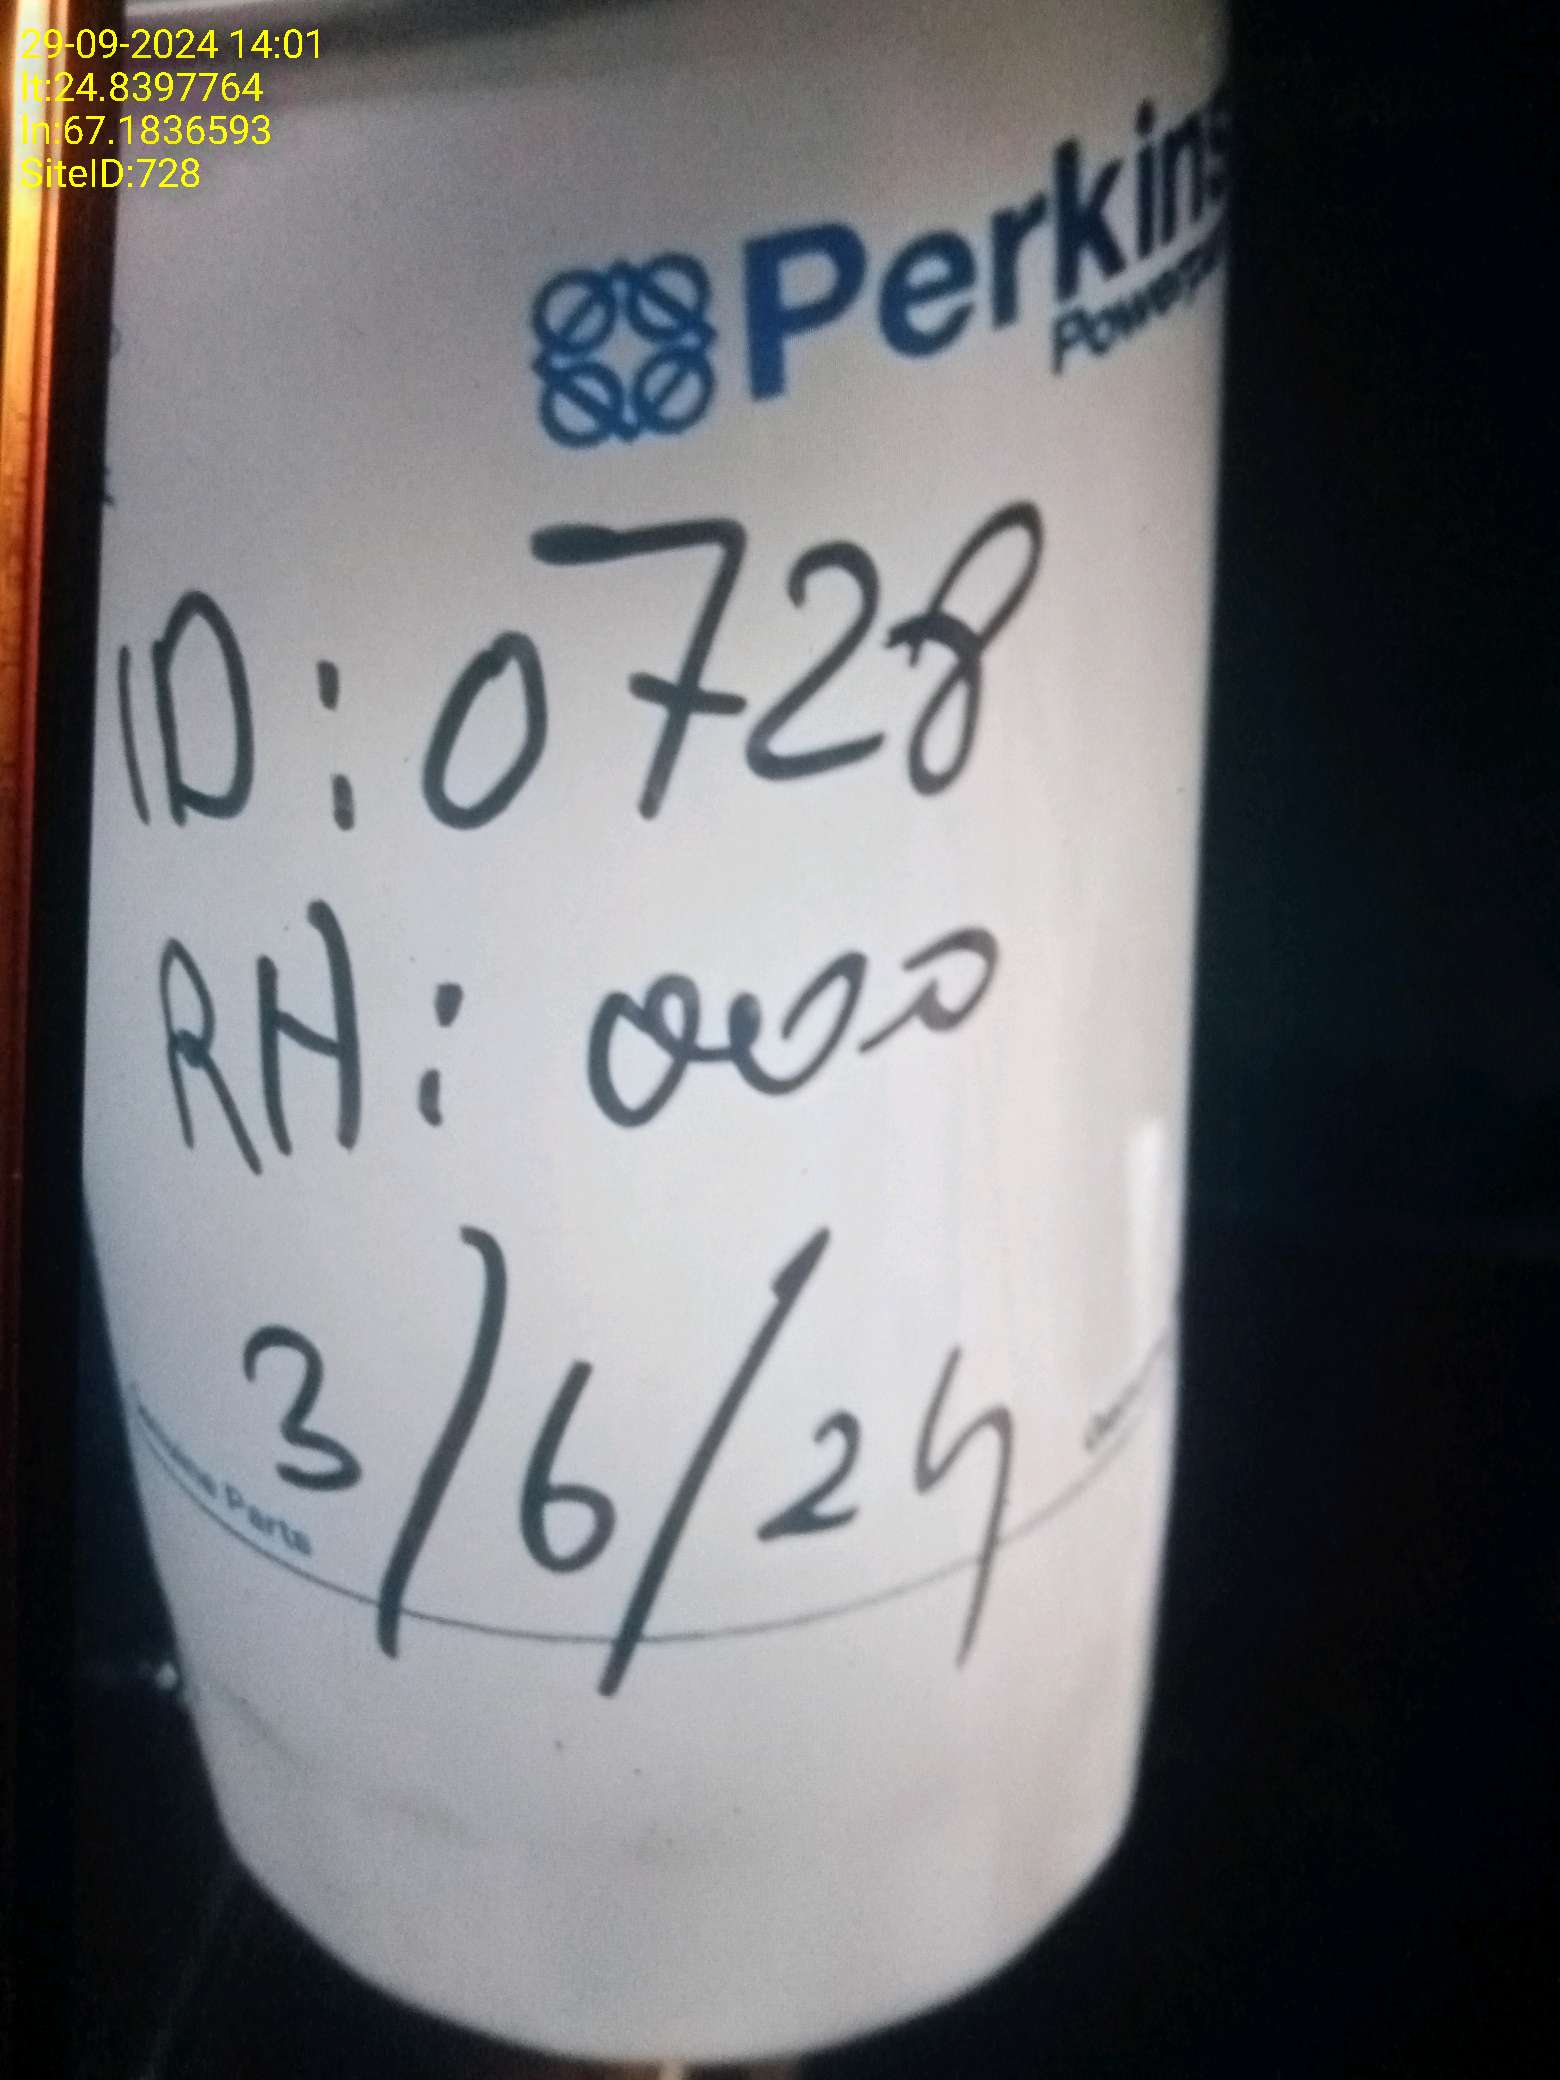 29-09-2024 14:01
lt:24.8397764
ln:67.1836593
SiteID:728
Perkins
ID: 0728
RH: 000
3/6/24
Parts